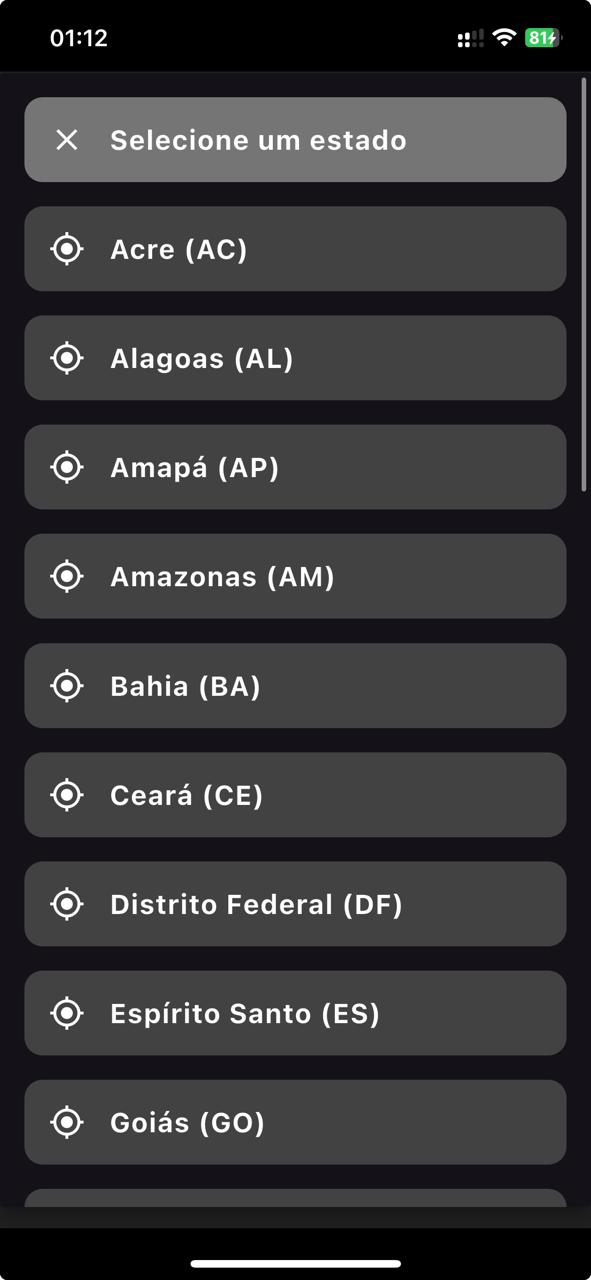 01:12
81
Selecione um estado
Acre (AC)
Alagoas (AL)
Amapá (AP)
Amazonas (AM)
Bahia (BA)
Ceará (CE)
Distrito Federal (DF)
Espírito Santo (ES)
Goiás (GO)